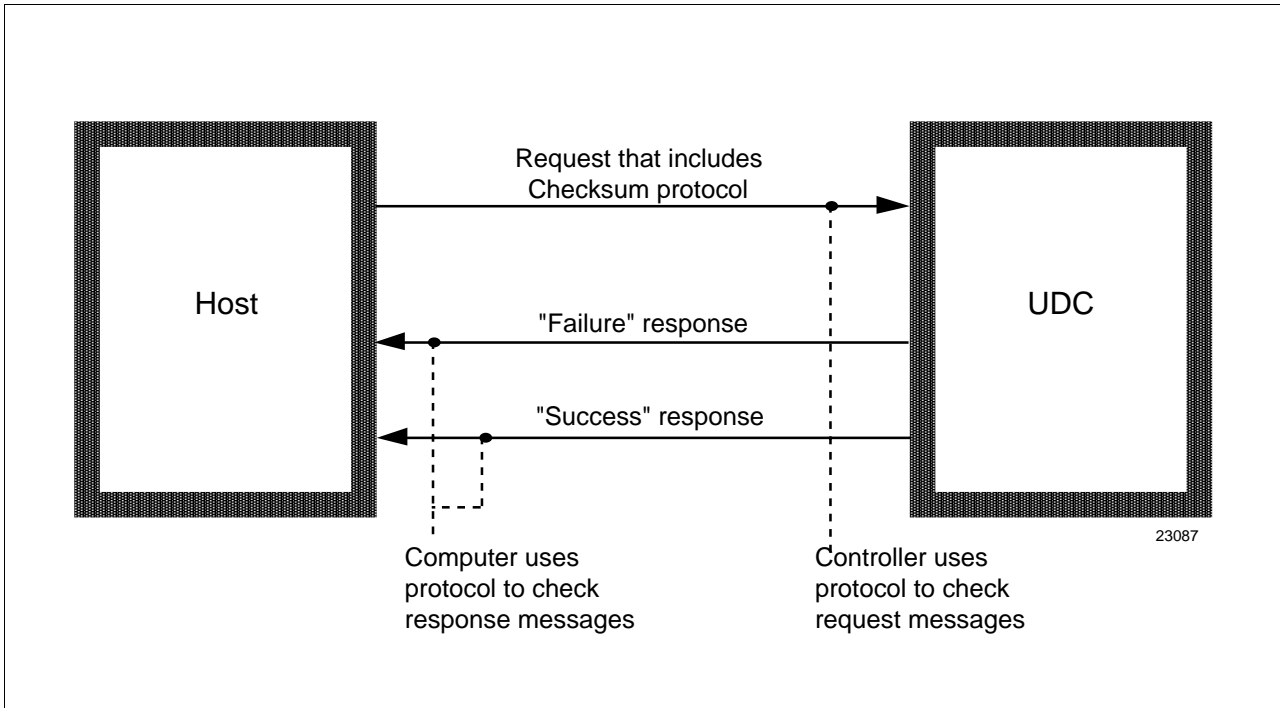 Request that includes
Checksum protocol
Host
UDC
"Failure" response
"Success" response
23087
Computer uses
protocol to check
response messages
Controller uses
protocol to check
request messages